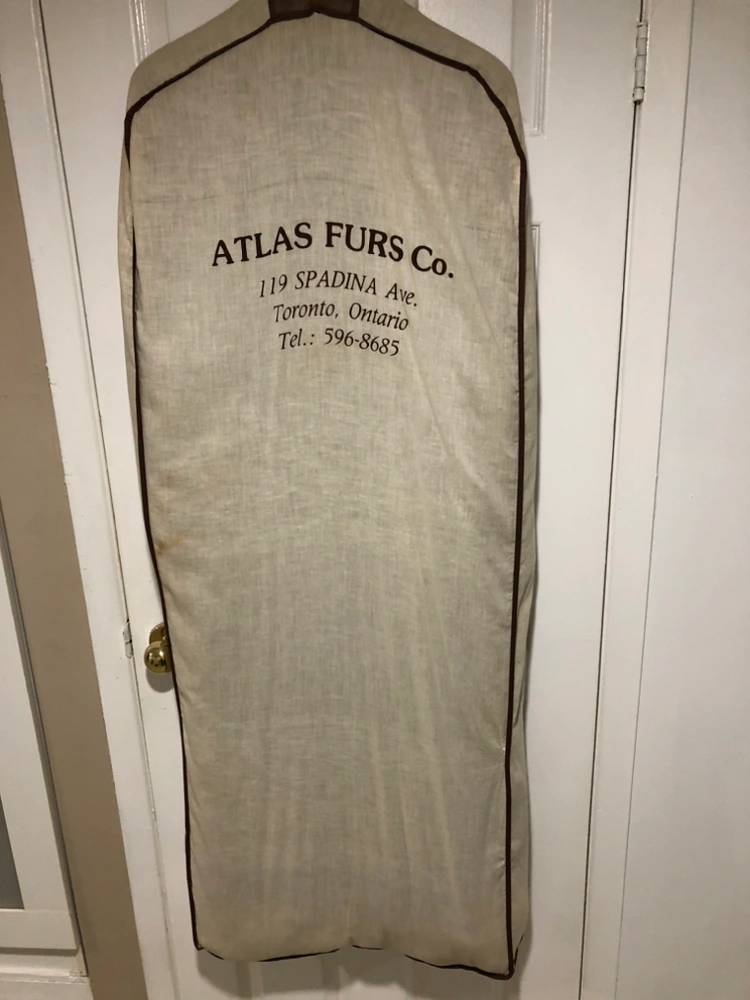 ATLAS FURS Co.
119 SPADINA Ave.
Toronto, Ontario
Tel.: 596-8685